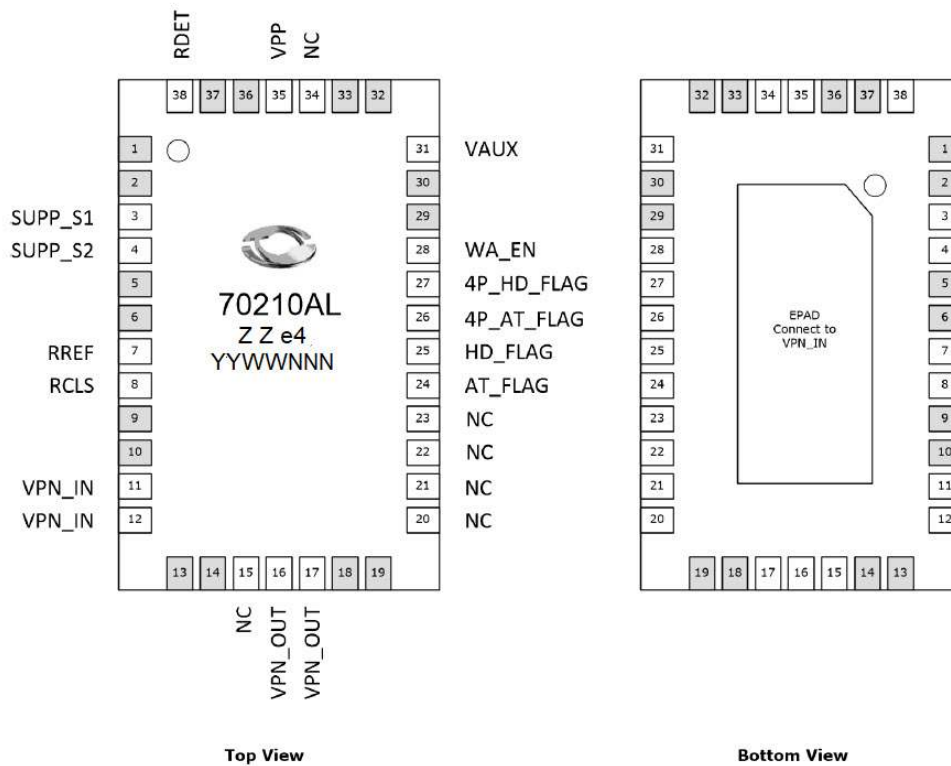 RDET VPP NC
38 37 36 35 34 33 32
1 31 VAUX
2 30
SUPP_S1 3 29
SUPP_S2 4 28 WA_EN
5 27 4P_HD_FLAG
6 26 4P_AT_FLAG
RREF 7 25 HD_FLAG
RCLS 8 24 AT_FLAG
9 23 NC
10 22 NC
VPN_IN 11 21 NC
VPN_IN 12 20 NC
70210AL
Z Z e4
YYWWNNN
13 14 15 16 17 18 19
NC VPN_OUT VPN_OUT
Top View
32 33 34 35 36 37 38
31 1
30 2
29 3
28 4
27 5
26 6
25 7
24 8
23 9
22 10
21 11
20 12
EPAD
Connect to
VPN_IN
19 18 17 16 15 14 13
Bottom View